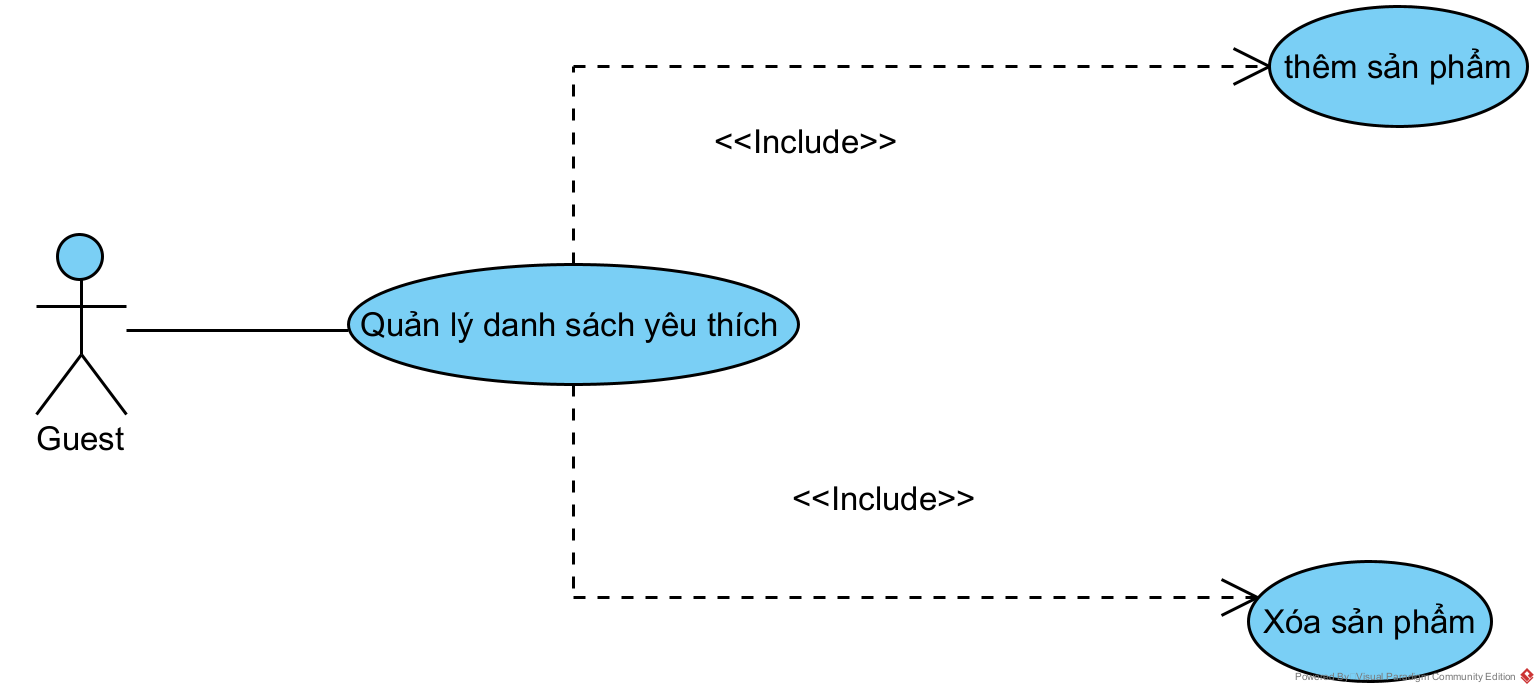 thêm sản phẩm
<<Include>>
Quản lý danh sách yêu thích
Guest
<<Include>>
Xóa sản phẩm
Powered By Visual Paradigm Community Edition